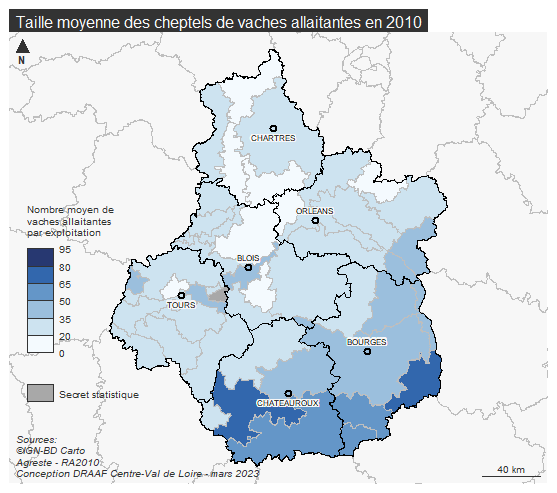 Taille moyenne des cheptels de vaches allaitantes en 2010
N
CHARTRES
ORLEANS
Nombre moyen de
vaches allaitantes
par exploitation
95
80
65
50
35
20
0
BLOIS
TOURS
BOURGES
CHATEAUROUX
Secret statistique
Sources:
©IGN-BD Carto
Agreste - RA2010
Conception DRAAF Centre-Val de Loire - mars 2023
40 km